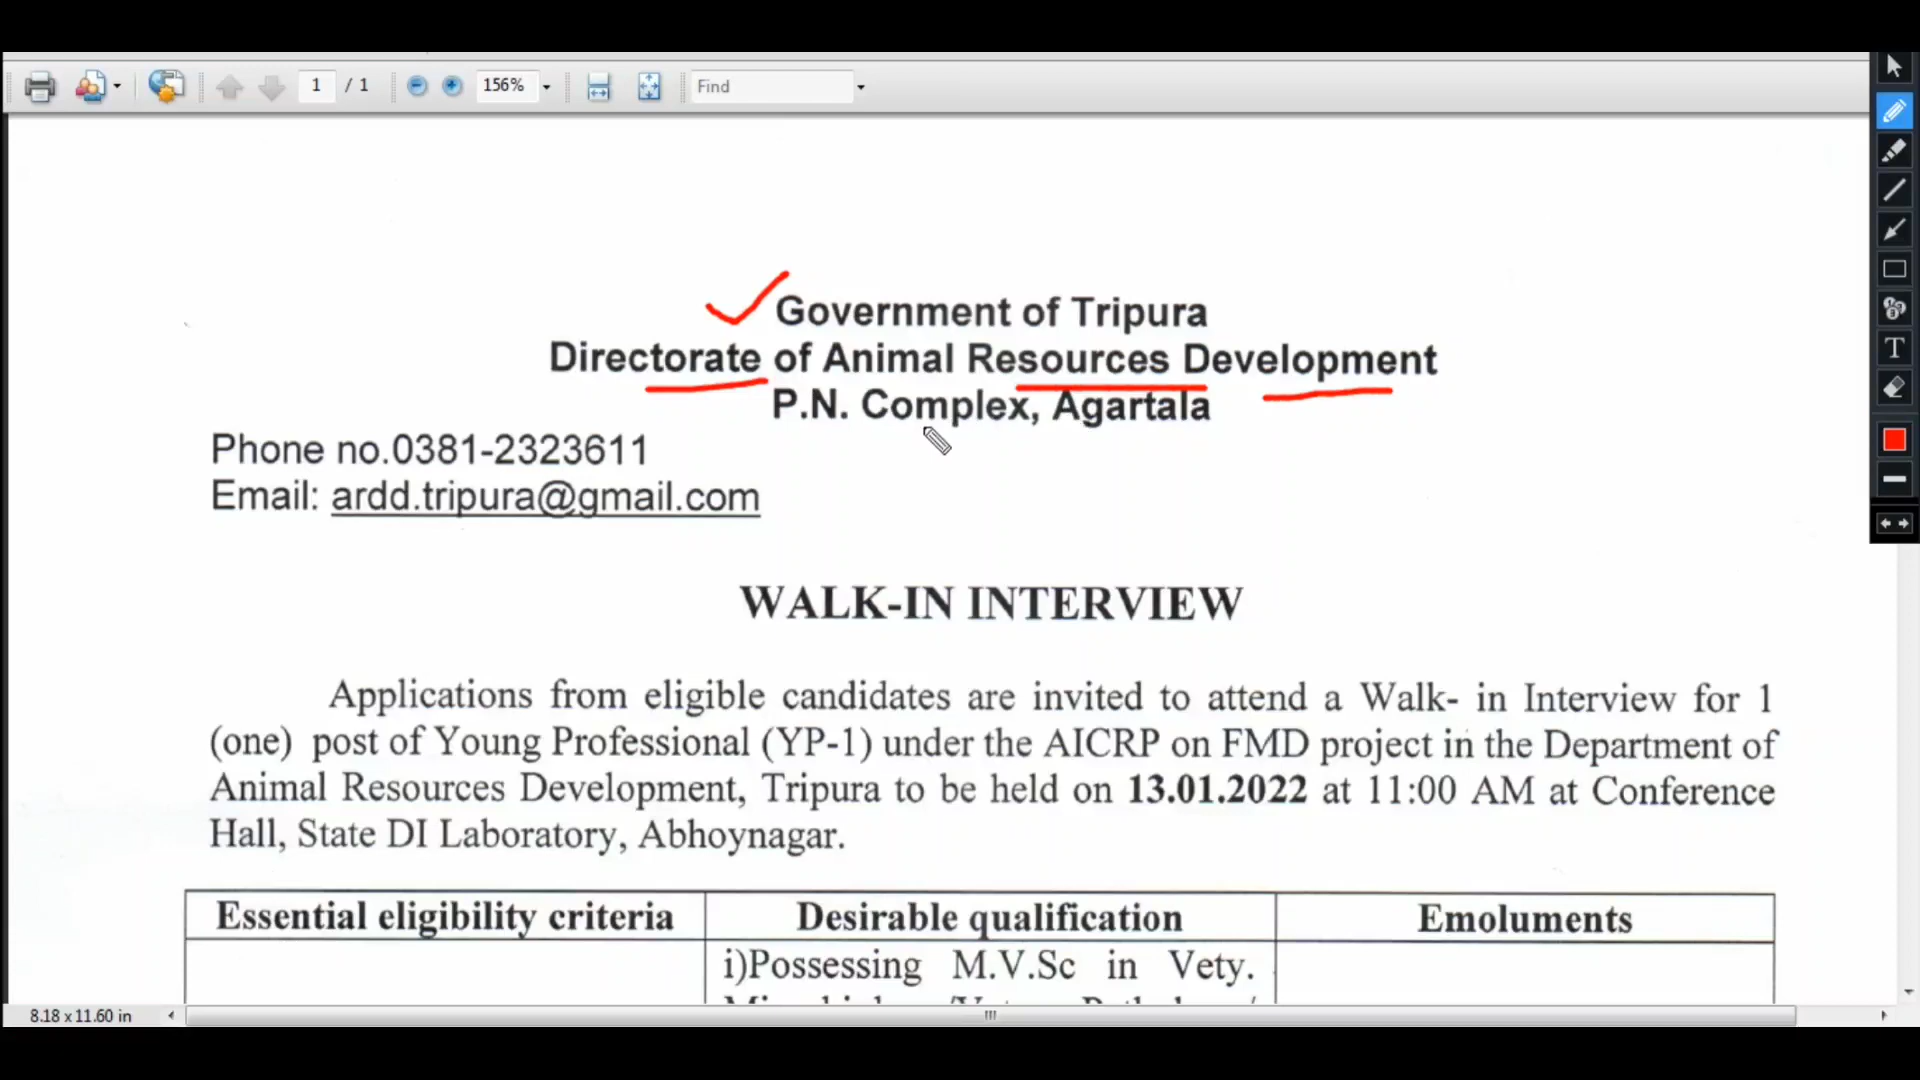 1 / 1 156% Find
Government of Tripura
Directorate of Animal Resources Development
P.N. Complex, Agartala
Phone no.0381-2323611
Email: ardd.tripura@gmail.com
WALK-IN INTERVIEW
Applications from eligible candidates are invited to attend a Walk- in Interview for 1
(one) post of Young Professional (YP-1) under the AICRP on FMD project in the Department of
Animal Resources Development, Tripura to be held on 13.01.2022 at 11:00 AM at Conference
Hall, State DI Laboratory, Abhoynagar.
Essential eligibility criteria Desirable qualification Emoluments
i)Possessing M.V.Sc in Vety.
8.18 x 11.60 in